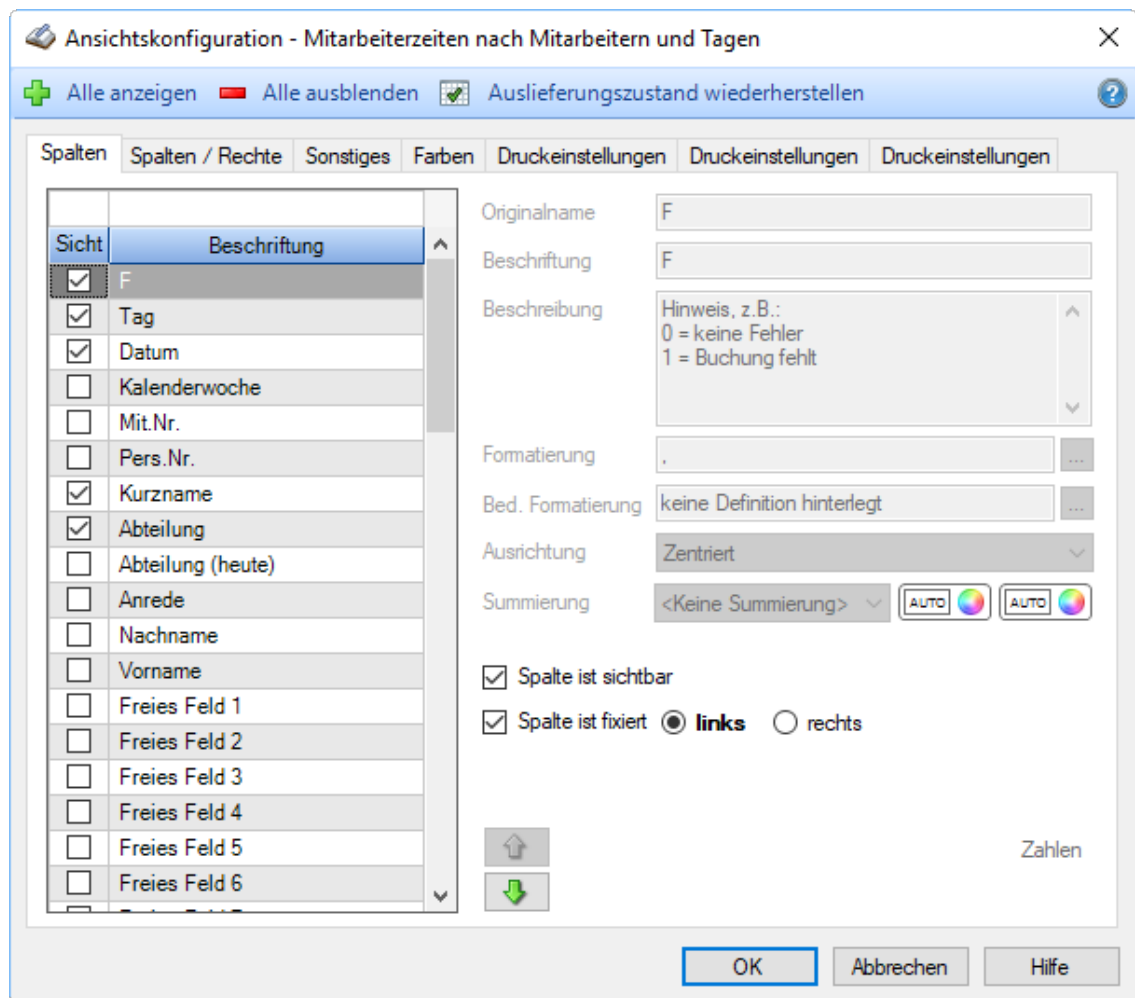 Ansichtskonfiguration - Mitarbeiterzeiten nach Mitarbeitern und Tagen
Alle anzeigen Alle ausblenden Auslieferungszustand wiederherstellen
Spalten Spalten / Rechte Sonstiges Farben Druckeinstellungen Druckeinstellungen Druckeinstellungen
Sicht Beschriftung
F
Tag
Datum
Kalenderwoche
Mit.Nr.
Pers.Nr.
Kurzname
Abteilung
Abteilung (heute)
Anrede
Nachname
Vorname
Freies Feld 1
Freies Feld 2
Freies Feld 3
Freies Feld 4
Freies Feld 5
Freies Feld 6
Originalname F
Beschriftung F
Beschreibung Hinweis, z.B.:
0 = keine Fehler
1 = Buchung fehlt
Formatierung , ...
Bed. Formatierung keine Definition hinterlegt ...
Ausrichtung Zentriert
Summierung <Keine Summierung> AUTO AUTO
Spalte ist sichtbar
Spalte ist fixiert links rechts
Zahlen
OK Abbrechen Hilfe